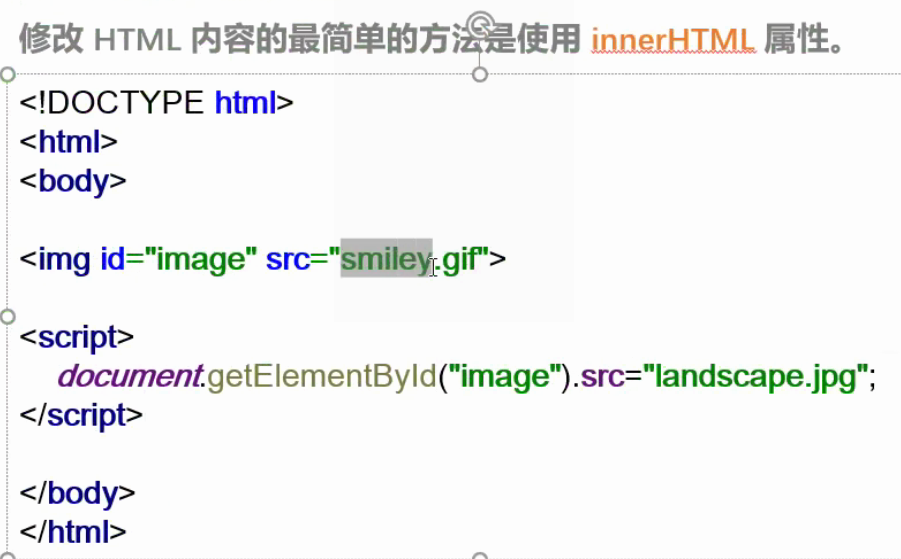 修改 HTML 内容的最简单的方法是使用 innerHTML 属性。
<!DOCTYPE html>
<html>
<body>
<img id="image" src="smiley.gif">
<script>
document.getElementById("image").src="landscape.jpg";
</script>
</body>
</html>